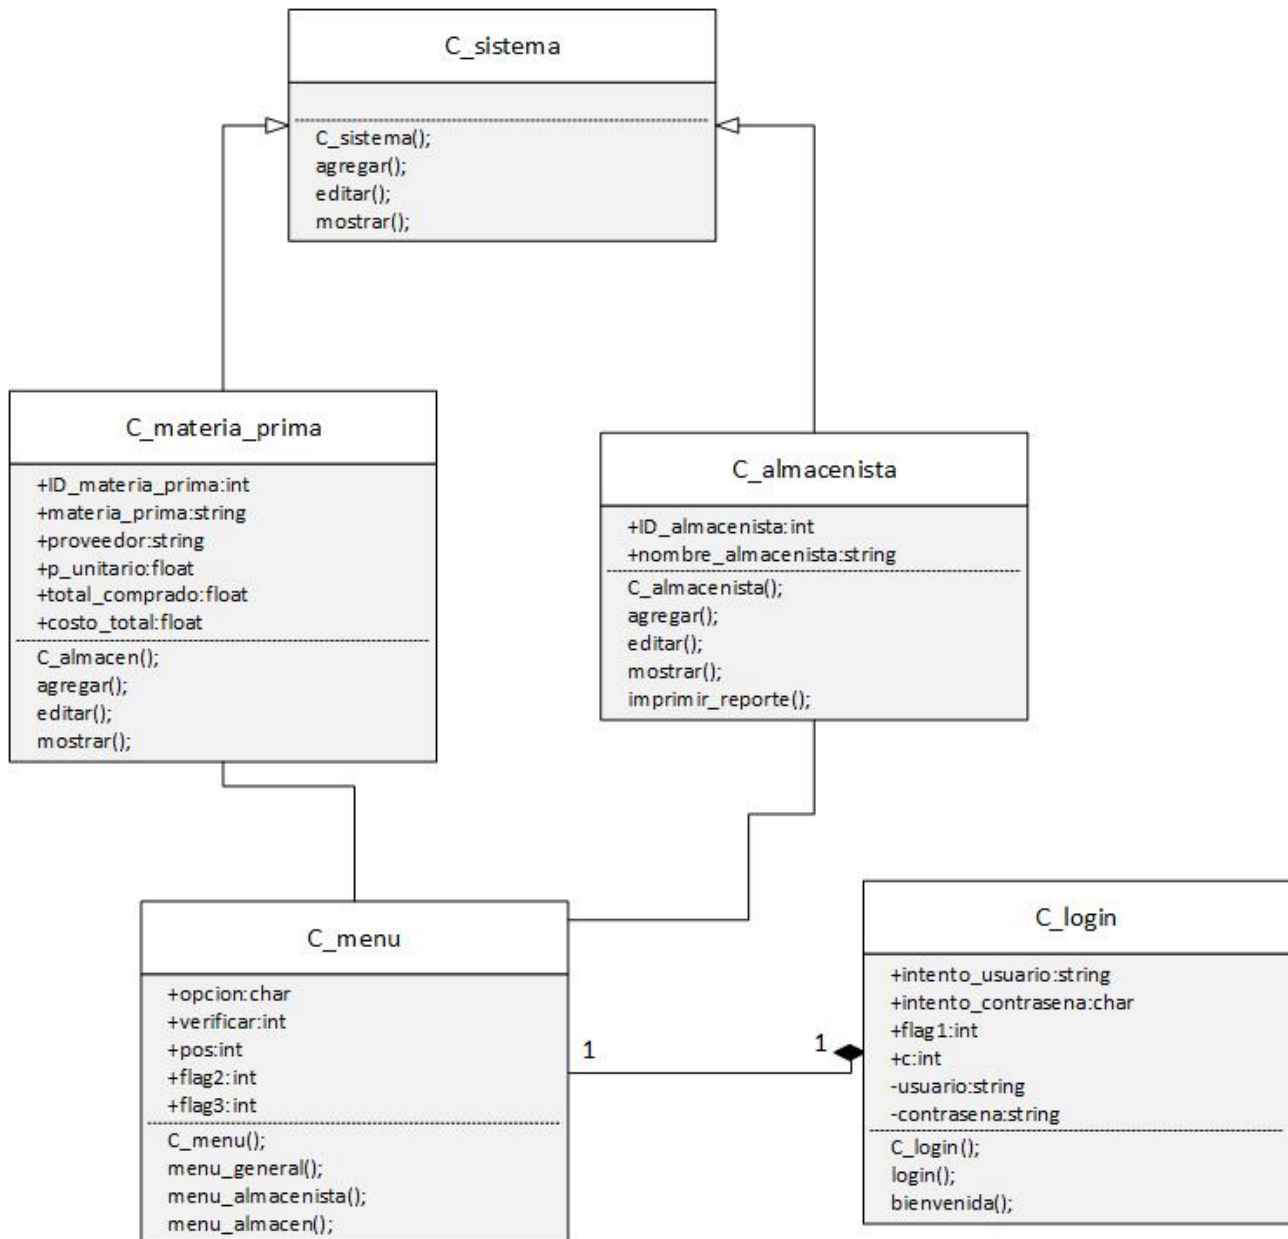 C_sistema
C_sistema();
agregar();
editar();
mostrar();
C_materia_prima
+ID_materia_prima:int
+materia_prima:string
+proveedor:string
+p_unitario:float
+total_comprado:float
+costo_total:float
C_almacen();
agregar();
editar();
mostrar();
C_almacenista
+ID_almacenista:int
+nombre_almacenista:string
C_almacenista();
agregar();
editar();
mostrar();
imprimir_reporte();
C_menu
+opcion:char
+verificar:int
+pos:int
+flag2:int
+flag3:int
C_menu();
menu_general();
menu_almacenista();
menu_almacen();
1
1
C_login
+intento_usuario:string
+intento_contrasena:char
+flag1:int
+c:int
-usuario:string
-contrasena:string
C_login();
login();
bienvenida();